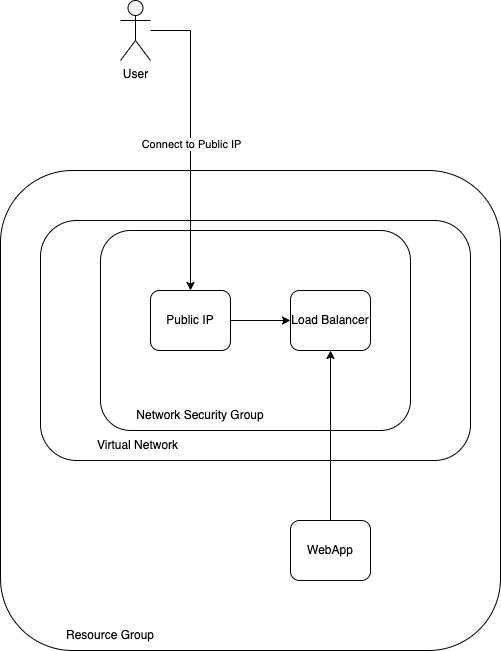 User
Connect to Public IP
Public IP
Load Balancer
Network Security Group
Virtual Network
WebApp
Resource Group